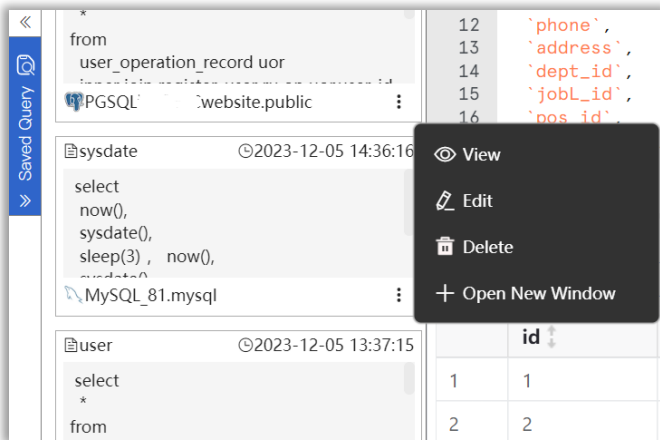 *
from
user_operation_record uor
PGSQL website.public
Saved Query
sysdate 2023-12-05 14:36:16
select
now(),
sysdate(),
sleep(3) , now(),
sysdate()
MySQL_81.mysql
user 2023-12-05 13:37:15
select
*
from
12 `phone`,
13 `address`,
14 `dept_id`,
15 `jobL_id`,
16 `pos_id`,
View
Edit
Delete
Open New Window
id
1 1
2 2